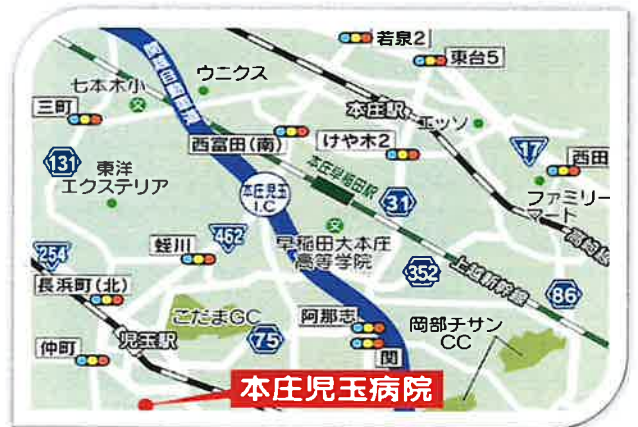 若泉2
東台5
七本木小
文
ウニクス
関越自動車道
三町
本庄駅
エッソ
西富田(南)
けや木2
17
西田
131
東洋
エクステリア
本庄児玉
I.C
本庄早稲田駅
31
ファミリー
マート
高崎線
文
462
蛭川
早稲田大本庄
高等学院
254
352
上越新幹線
86
長浜町(北)
こだまGC
阿那志
岡部チサン
CC
児玉駅
75
仲町
関
本庄児玉病院